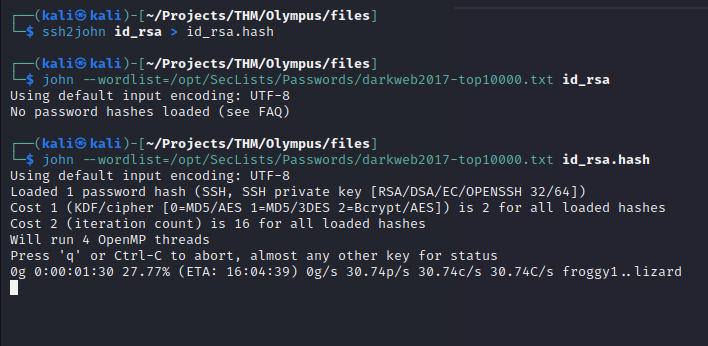 ┌──(kali㉿kali)-[~/Projects/THM/Olympus/files]
└─$ ssh2john id_rsa > id_rsa.hash
┌──(kali㉿kali)-[~/Projects/THM/Olympus/files]
└─$ john --wordlist=/opt/SecLists/Passwords/darkweb2017-top10000.txt id_rsa
Using default input encoding: UTF-8
No password hashes loaded (see FAQ)
┌──(kali㉿kali)-[~/Projects/THM/Olympus/files]
└─$ john --wordlist=/opt/SecLists/Passwords/darkweb2017-top10000.txt id_rsa.hash
Using default input encoding: UTF-8
Loaded 1 password hash (SSH, SSH private key [RSA/DSA/EC/OPENSSH 32/64])
Cost 1 (KDF/cipher [0=MD5/AES 1=MD5/3DES 2=Bcrypt/AES]) is 2 for all loaded hashes
Cost 2 (iteration count) is 16 for all loaded hashes
Will run 4 OpenMP threads
Press 'q' or Ctrl-C to abort, almost any other key for status
0g 0:00:01:30 27.77% (ETA: 16:04:39) 0g/s 30.74p/s 30.74c/s 30.74C/s froggy1..lizard